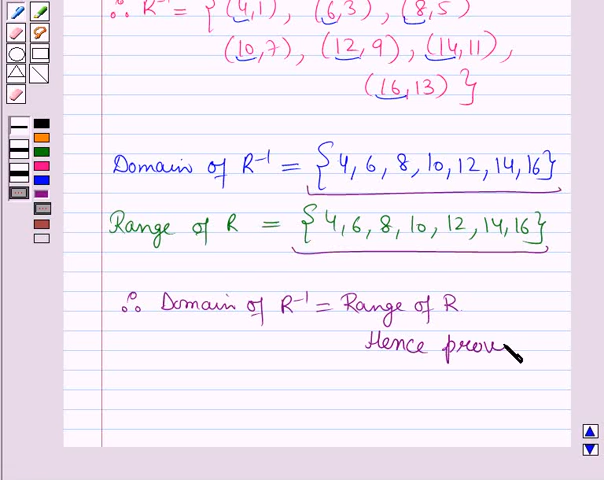 ∴ R⁻¹ = {(4,1), (6,3), (8,5)
(10,7), (12,9), (14,11),
(16,13)}
Domain of R⁻¹ = {4, 6, 8, 10, 12, 14, 16}
Range of R = {4, 6, 8, 10, 12, 14, 16}
∴ Domain of R⁻¹ = Range of R.
Hence prov